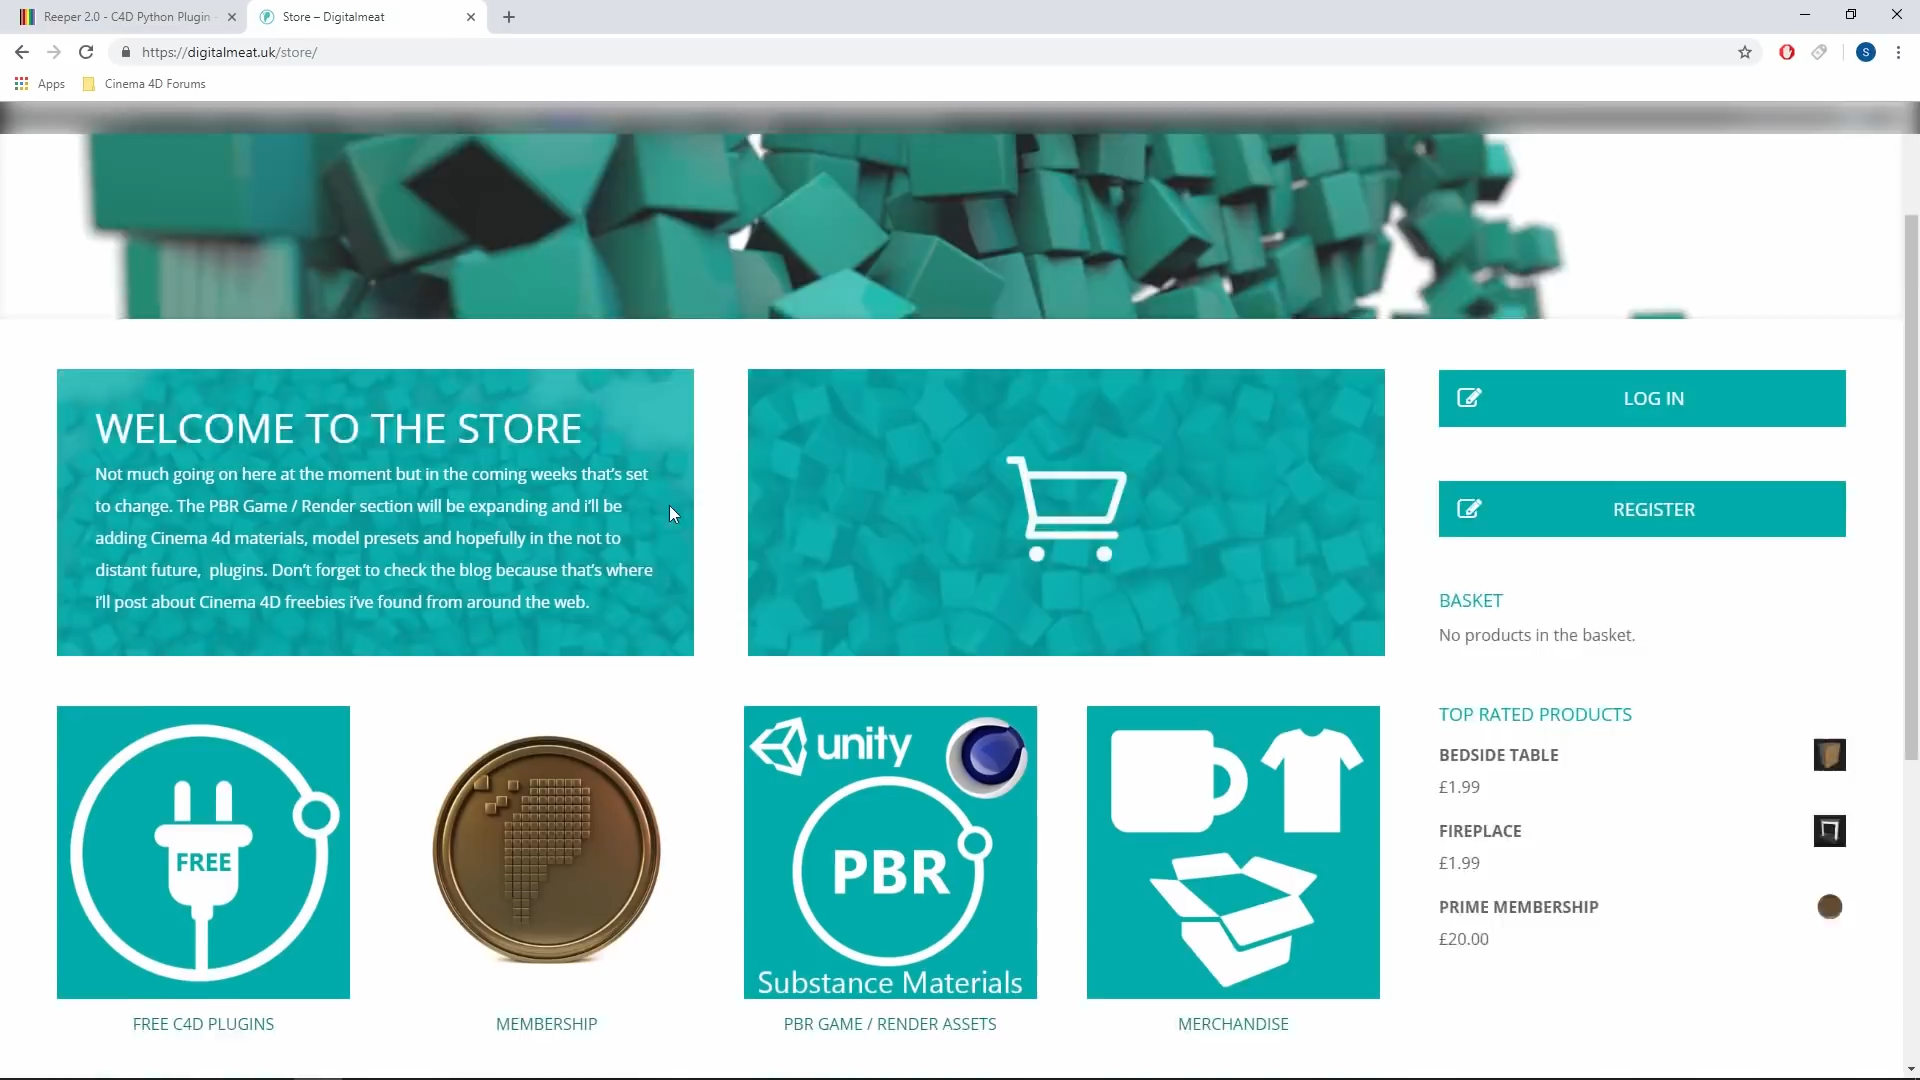 Reeper 2.0 - C4D Python Plugin
Store – Digitalmeat
https://digitalmeat.uk/store/
S
Apps
Cinema 4D Forums
WELCOME TO THE STORE
Not much going on here at the moment but in the coming weeks that's set
to change. The PBR Game / Render section will be expanding and i'll be
adding Cinema 4d materials, model presets and hopefully in the not to
distant future, plugins. Don't forget to check the blog because that's where
i'll post about Cinema 4D freebies i've found from around the web.
LOG IN
REGISTER
BASKET
No products in the basket.
TOP RATED PRODUCTS
BEDSIDE TABLE
£1.99
FIREPLACE
£1.99
PRIME MEMBERSHIP
£20.00
FREE
unity
PBR
Substance Materials
FREE C4D PLUGINS
MEMBERSHIP
PBR GAME / RENDER ASSETS
MERCHANDISE